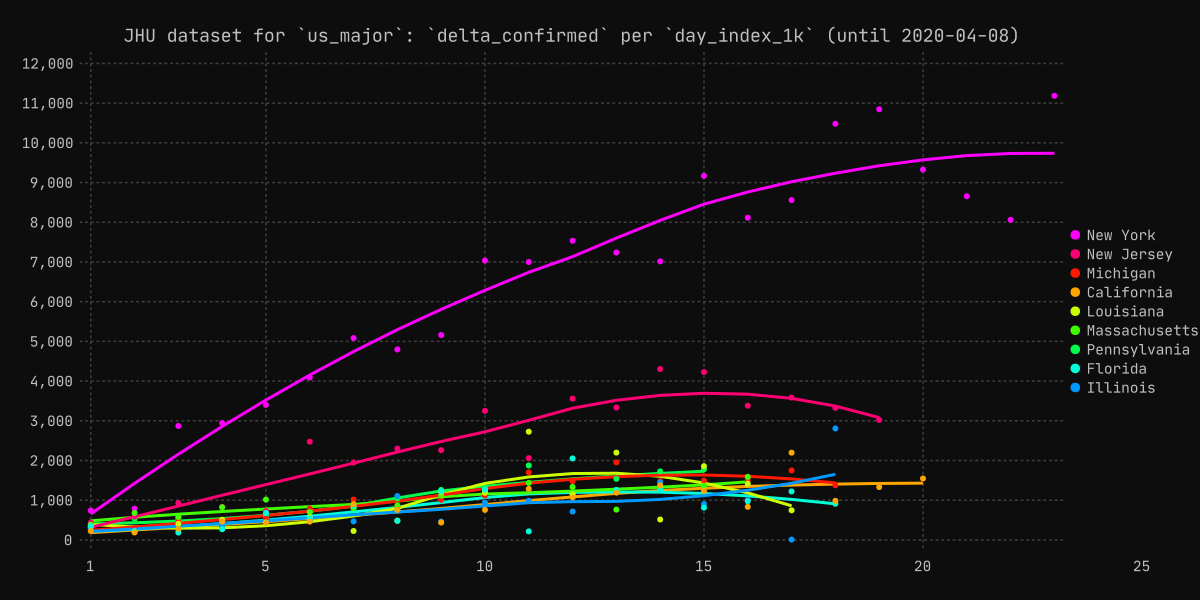 JHU dataset for `us_major`: `delta_confirmed` per `day_index_1k` (until 2020-04-08)
12,000
11,000
10,000
9,000
8,000
7,000
6,000
5,000
4,000
3,000
2,000
1,000
0
1 5 10 15 20 25
New York
New Jersey
Michigan
California
Louisiana
Massachusetts
Pennsylvania
Florida
Illinois